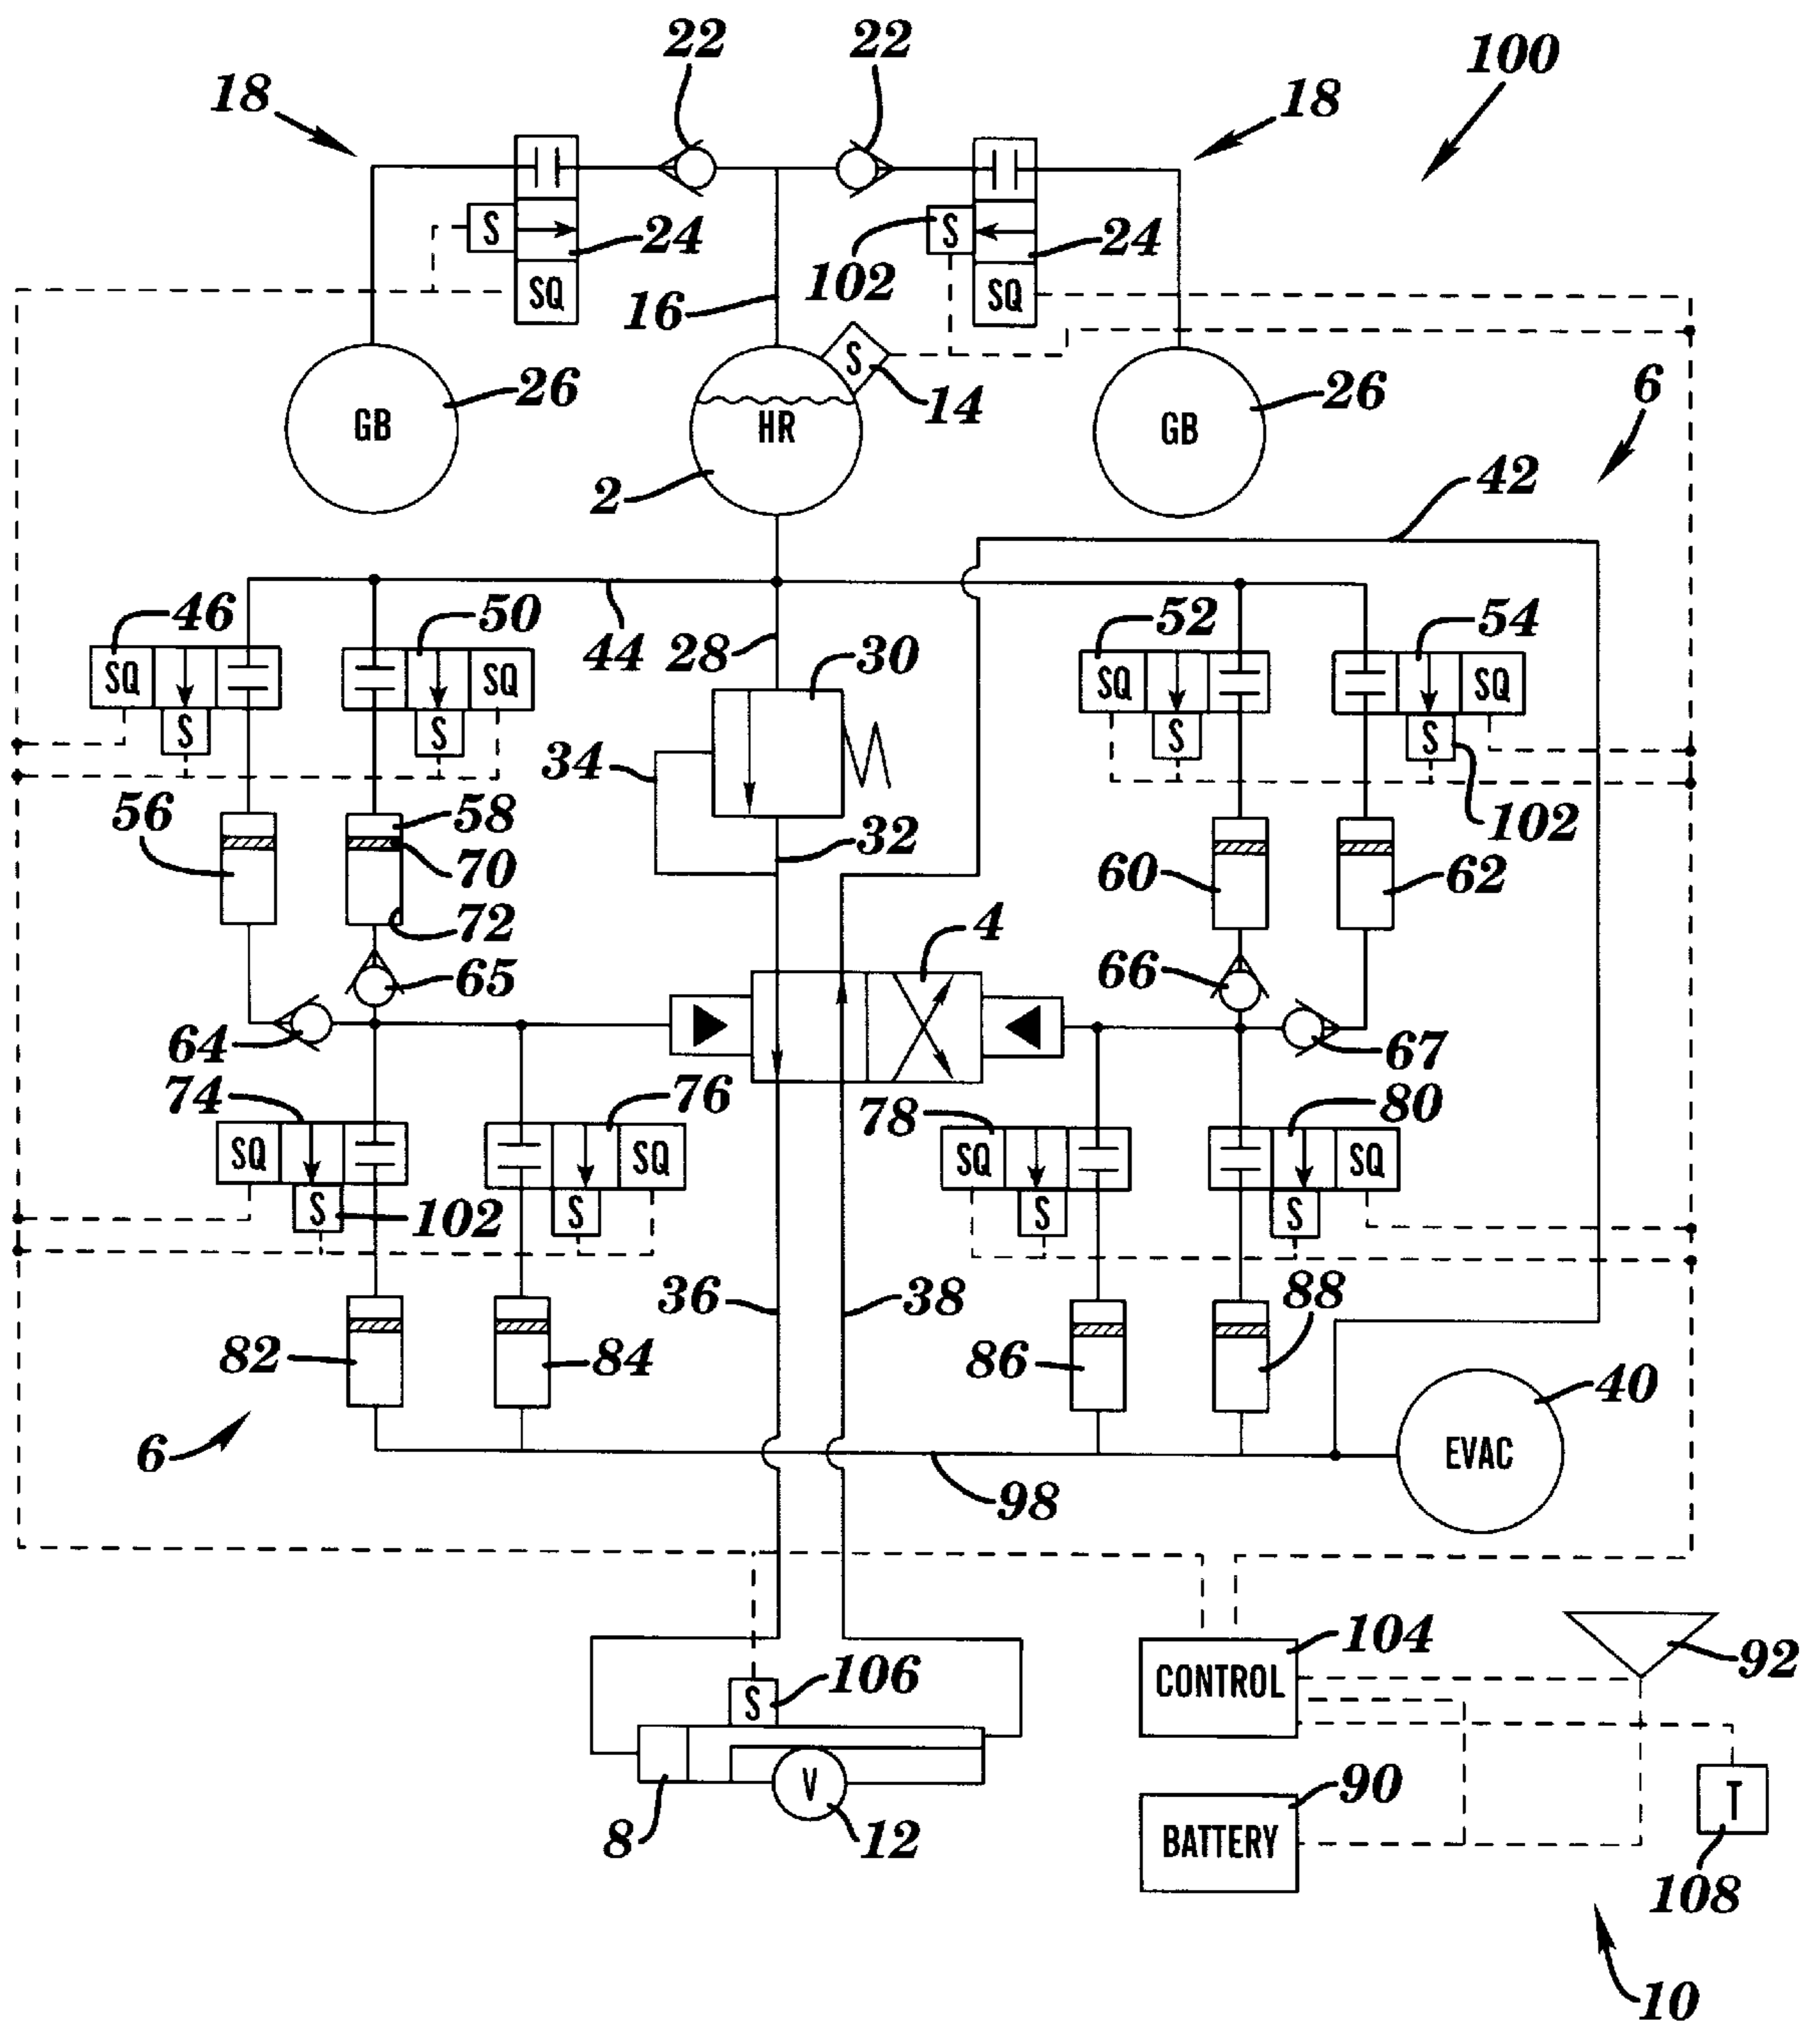 22 22
18 18 100
S 24 S 24
SQ 102 SQ
16
S
26 14 26 6
GB HR GB
2 42
46 50 52 54
44 28 30
SQ SQ SQ SQ
S S S S
34
56 58 102
70 32 60 62
72 4
65 66
64 67
74 76 78 80
SQ SQ SQ SQ
S 102 S S S
36 38 88
82 84 86 40
6 EVAC
98
104 92
106 CONTROL
S
V 90 T
8 12 BATTERY
108
10